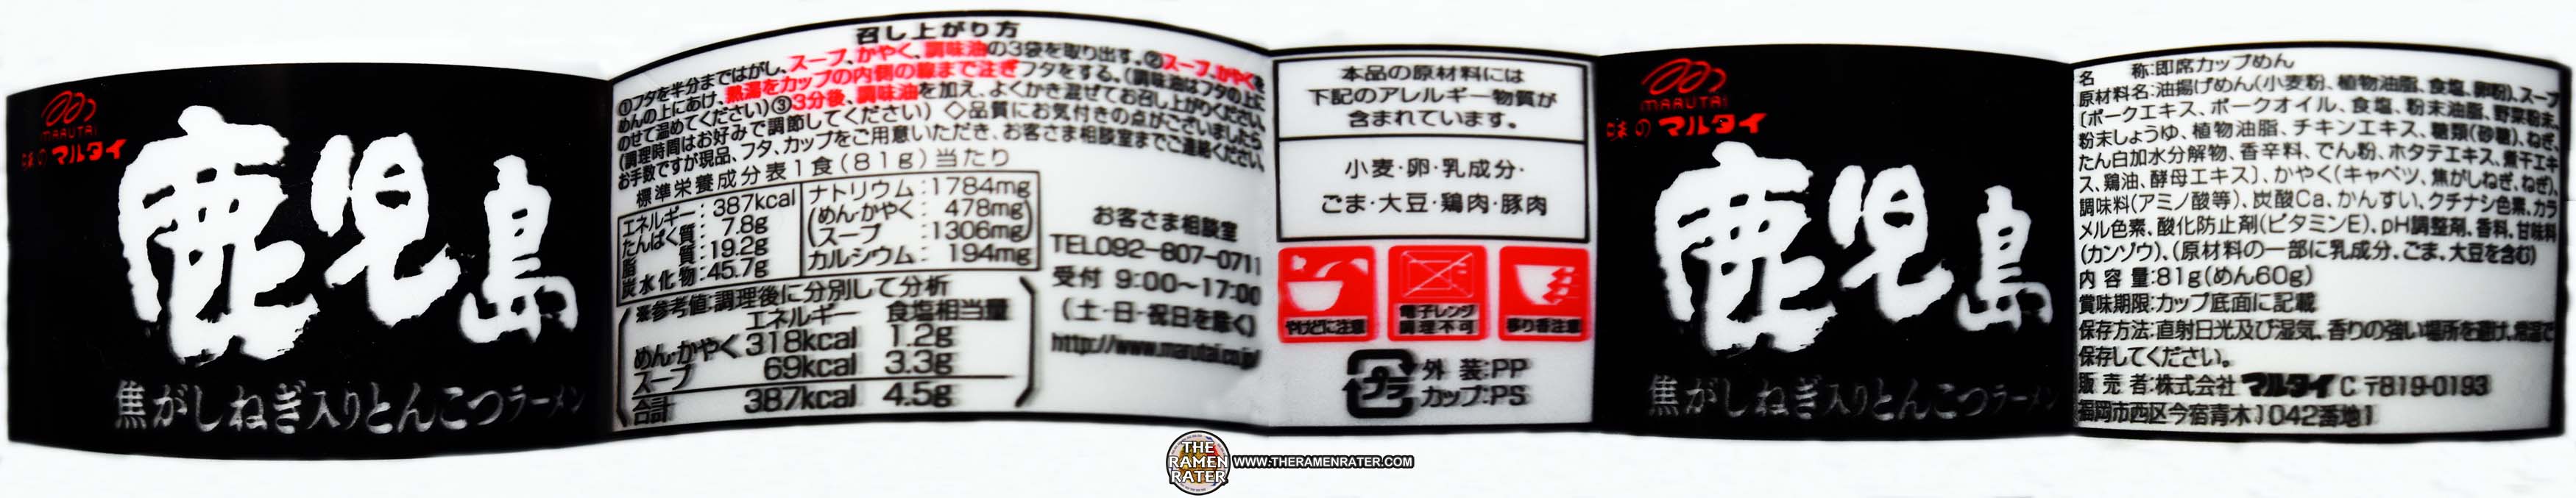 MARUTAI
味のマルタイ
鹿児島
焦がしねぎ入りとんこつラーメン
召し上がり方
①フタを半分まではがし、スープ、かやく、調味油の3袋を取り出す。②スープ、かやくを
めんの上にあけ、熱湯をカップの内側の線まで注ぎフタをする。(調味油はフタの上に
のせて温めてください)③3分後、調味油を加え、よくかき混ぜてお召し上がりください。
(調理時間はお好みで調節してください) ◇品質にお気付きの点がございましたら、
お手数ですが現品、フタ、カップをご用意いただき、お客さま相談室までご連絡ください。
標準栄養成分表1食(81g)当たり
エネルギー:387kcal
たんぱく質:7.8g
脂質:19.2g
炭水化物:45.7g
ナトリウム:1784mg
(めん・かやく:478mg)
(スープ:1306mg)
カルシウム:194mg
※参考値:調理後に分別して分析
エネルギー 食塩相当量
めん・かやく 318kcal 1.2g
スープ 69kcal 3.3g
合計 387kcal 4.5g
お客さま相談室
TEL092-807-0711
受付 9:00〜17:00
(土・日・祝日を除く)
http://www.marutai.co.jp/
本品の原材料には
下記のアレルギー物質が
含まれています。
小麦・卵・乳成分・
ごま・大豆・鶏肉・豚肉
やけどに注意
電子レンジ
調理不可
移り香注意
プラ
外装:PP
カップ:PS
MARUTAI
味のマルタイ
鹿児島
焦がしねぎ入りとんこつラーメン
名称:即席カップめん
原材料名:油揚げめん(小麦粉、植物油脂、食塩、卵粉)、スープ
〔ポークエキス、ポークオイル、食塩、粉末油脂、野菜粉末、
粉末しょうゆ、植物油脂、チキンエキス、糖類(砂糖)、ねぎ、
たん白加水分解物、香辛料、でん粉、ホタテエキス、煮干エキ
ス、鶏油、酵母エキス〕、かやく(キャベツ、焦がしねぎ、ねぎ)、
調味料(アミノ酸等)、炭酸Ca、かんすい、クチナシ色素、カラ
メル色素、酸化防止剤(ビタミンE)、pH調整剤、香料、甘味料
(カンゾウ)、(原材料の一部に乳成分、ごま、大豆を含む)
内容量:81g(めん60g)
賞味期限:カップ底面に記載
保存方法:直射日光及び湿気、香りの強い場所を避け、常温で
保存してください。
販売者:株式会社 マルタイ C 〒819-0193
福岡市西区今宿青木1042番地1
THE
RAMEN
RATER
WWW.THERAMENRATER.COM